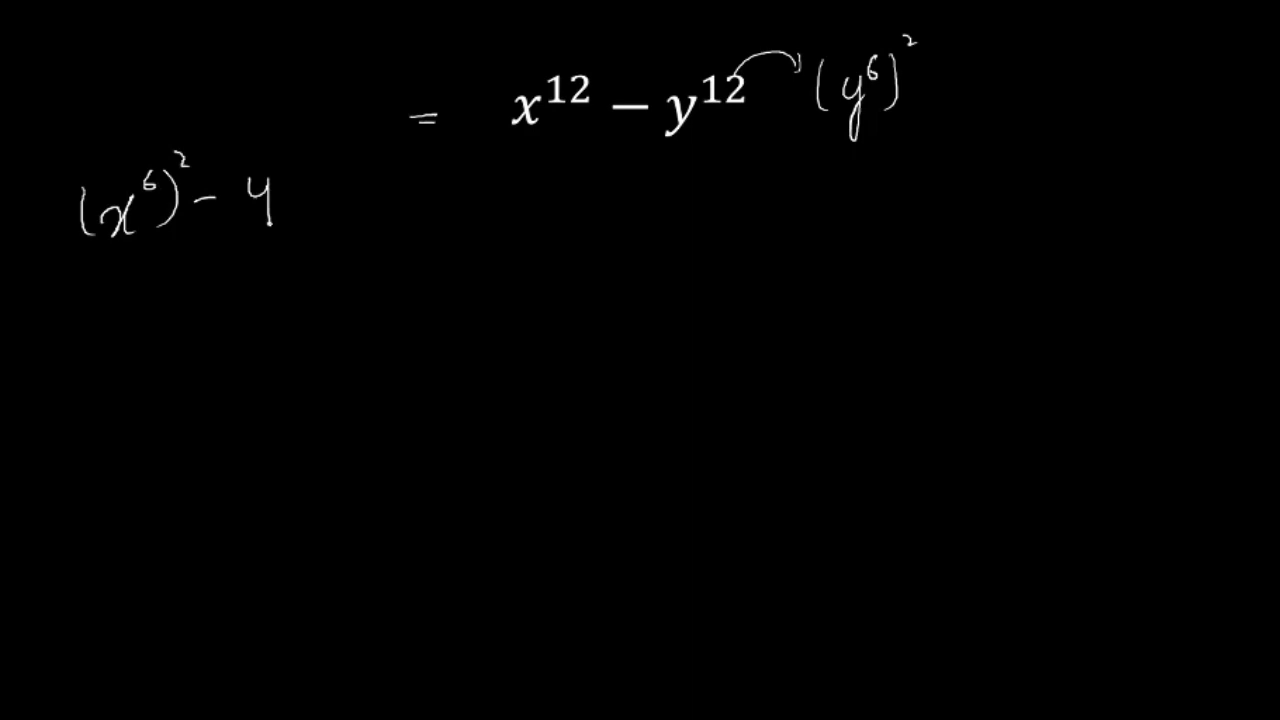 = x¹² − y¹² (y⁶)²
(x⁶)² − y